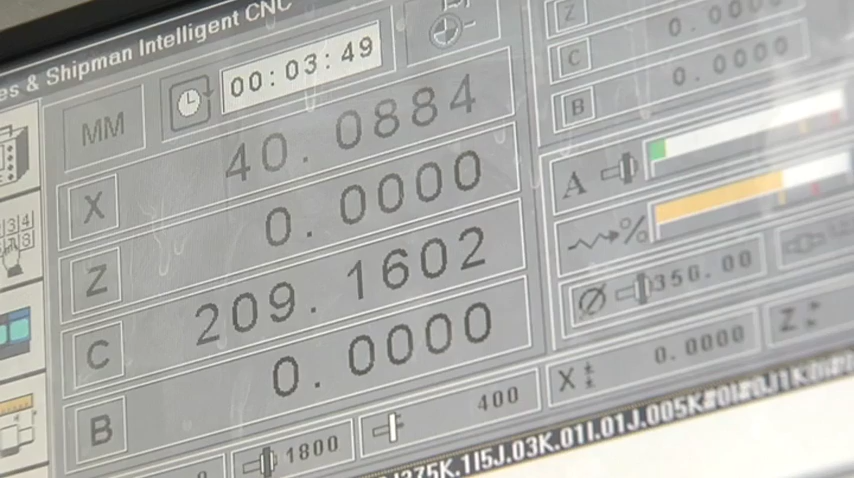 & Shipman Intelligent CNC
MM 00:03:49
X 40.0884
Z 0.0000
C 209.1602
B 0.0000
1800 400
Z
C 0.0000
B 0.0000
A
%
Ø 350.00
X 0.0000 Z